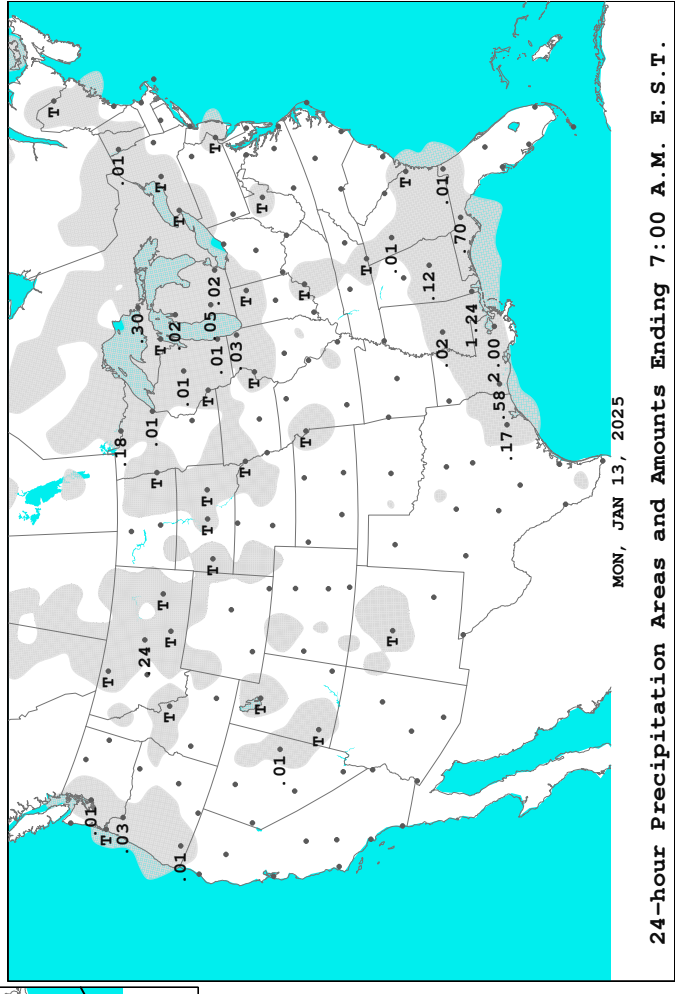 T
T
.01
.01
T
.18
.03
.30
.24
.01
T
T
T
T
T
T
.02
T
.01
.01
T
T
T
.05
T
T
.02
.01
.03
T
T
T
T
T
.01
T
T
T
T
.01
T
T
.12
.02
.01
.70
1.24
2.00
.58
.17
MON, JAN 13, 2025
24-hour Precipitation Areas and Amounts Ending 7:00 A.M. E.S.T.